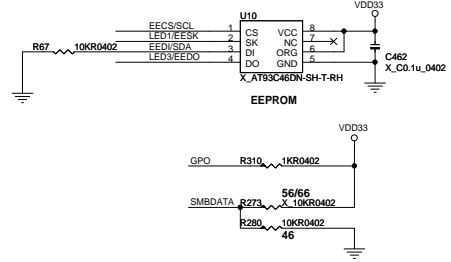 VDD33
U10
EECS/SCL 1 CS VCC 8
LED1/EESK 2 SK NC 7
R67 10KR0402 EEDI/SDA 3 DI ORG 6
LED3/EEDO 4 DO GND 5
C462
X_C0.1u_0402
X_AT93C46DN-SH-T-RH
EEPROM
VDD33
GPO R310 1KR0402
56/66
SMBDATA R273 X_10KR0402
R280 10KR0402
46